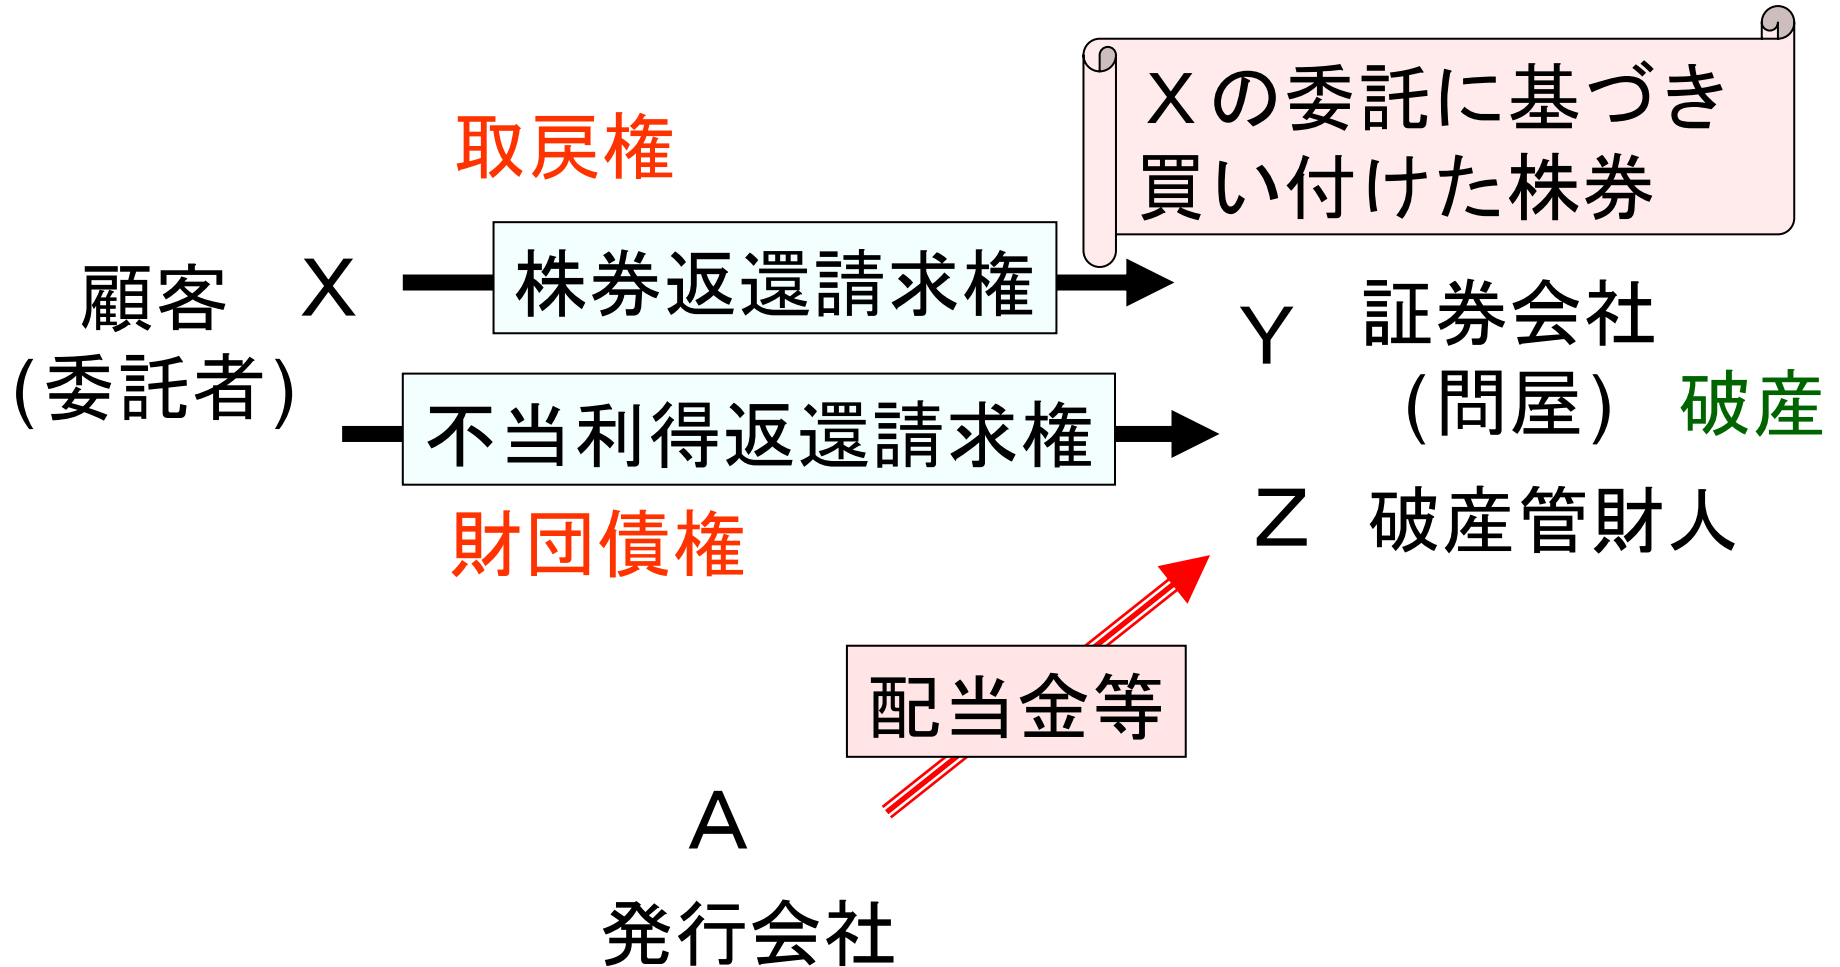 Xの委託に基づき
買い付けた株券
取戻権
株券返還請求権
顧客 X
(委託者)
Y 証券会社
(問屋) 破産
不当利得返還請求権
財団債権
Z 破産管財人
配当金等
A
発行会社